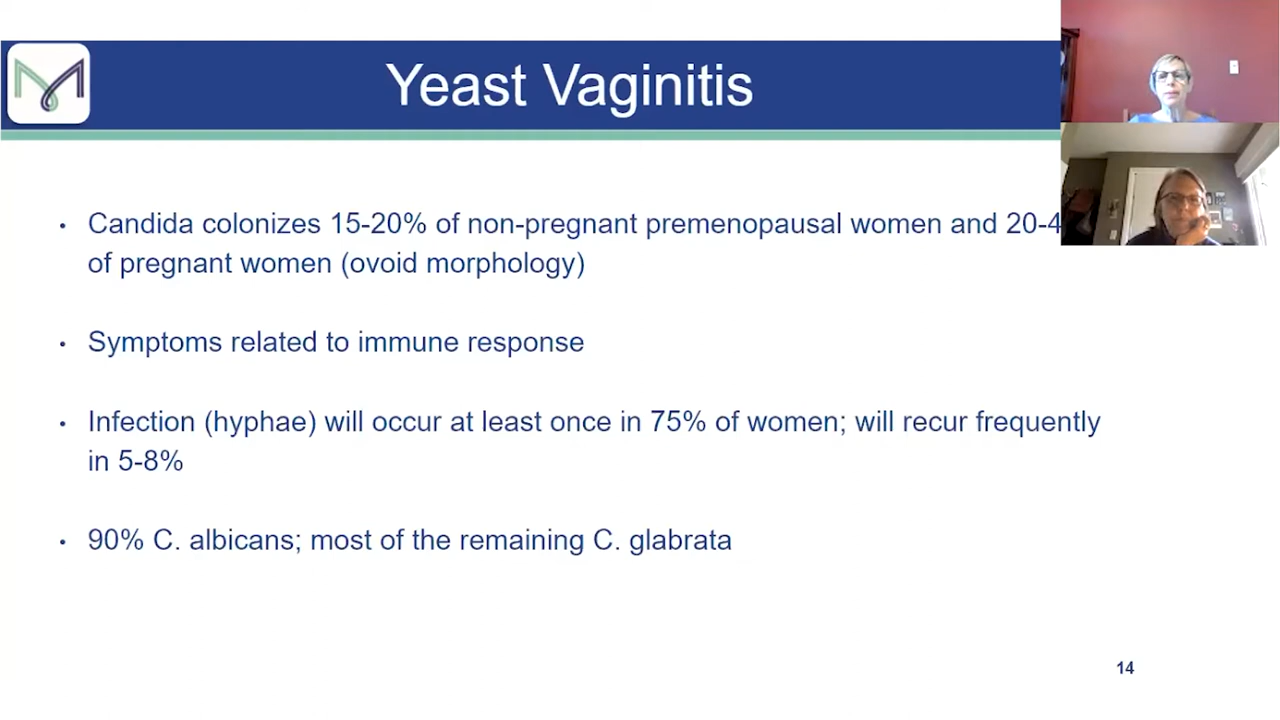 Yeast Vaginitis
• Candida colonizes 15-20% of non-pregnant premenopausal women and 20-4
of pregnant women (ovoid morphology)
• Symptoms related to immune response
• Infection (hyphae) will occur at least once in 75% of women; will recur frequently
in 5-8%
• 90% C. albicans; most of the remaining C. glabrata
14